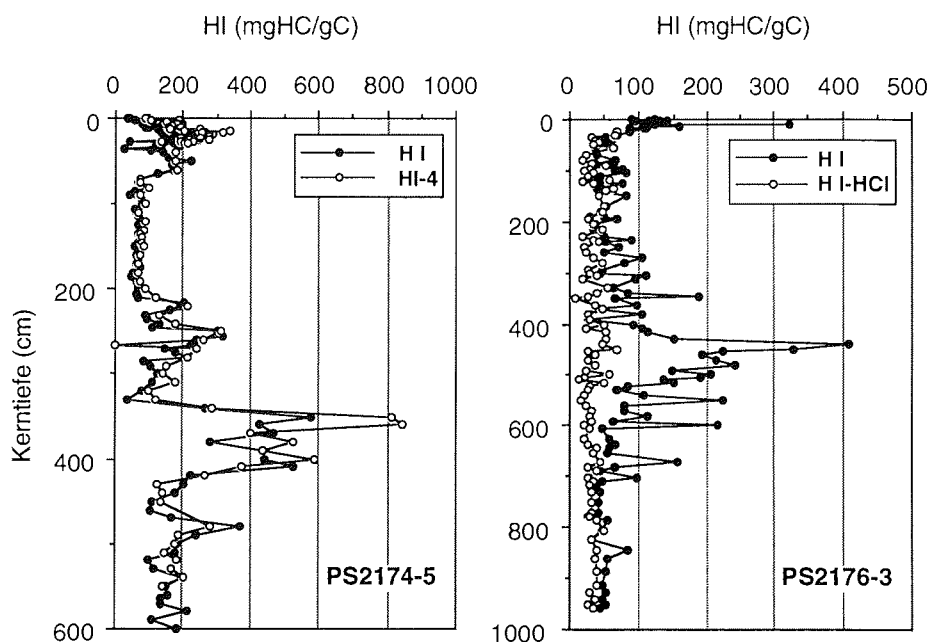 HI (mgHC/gC)
0 200 400 600 800 1000
0
200
400
600
Kerntiefe (cm)
H I
HI-4
PS2174-5
HI (mgHC/gC)
0 100 200 300 400 500
0
200
400
600
800
1000
H I
H I-HCl
PS2176-3